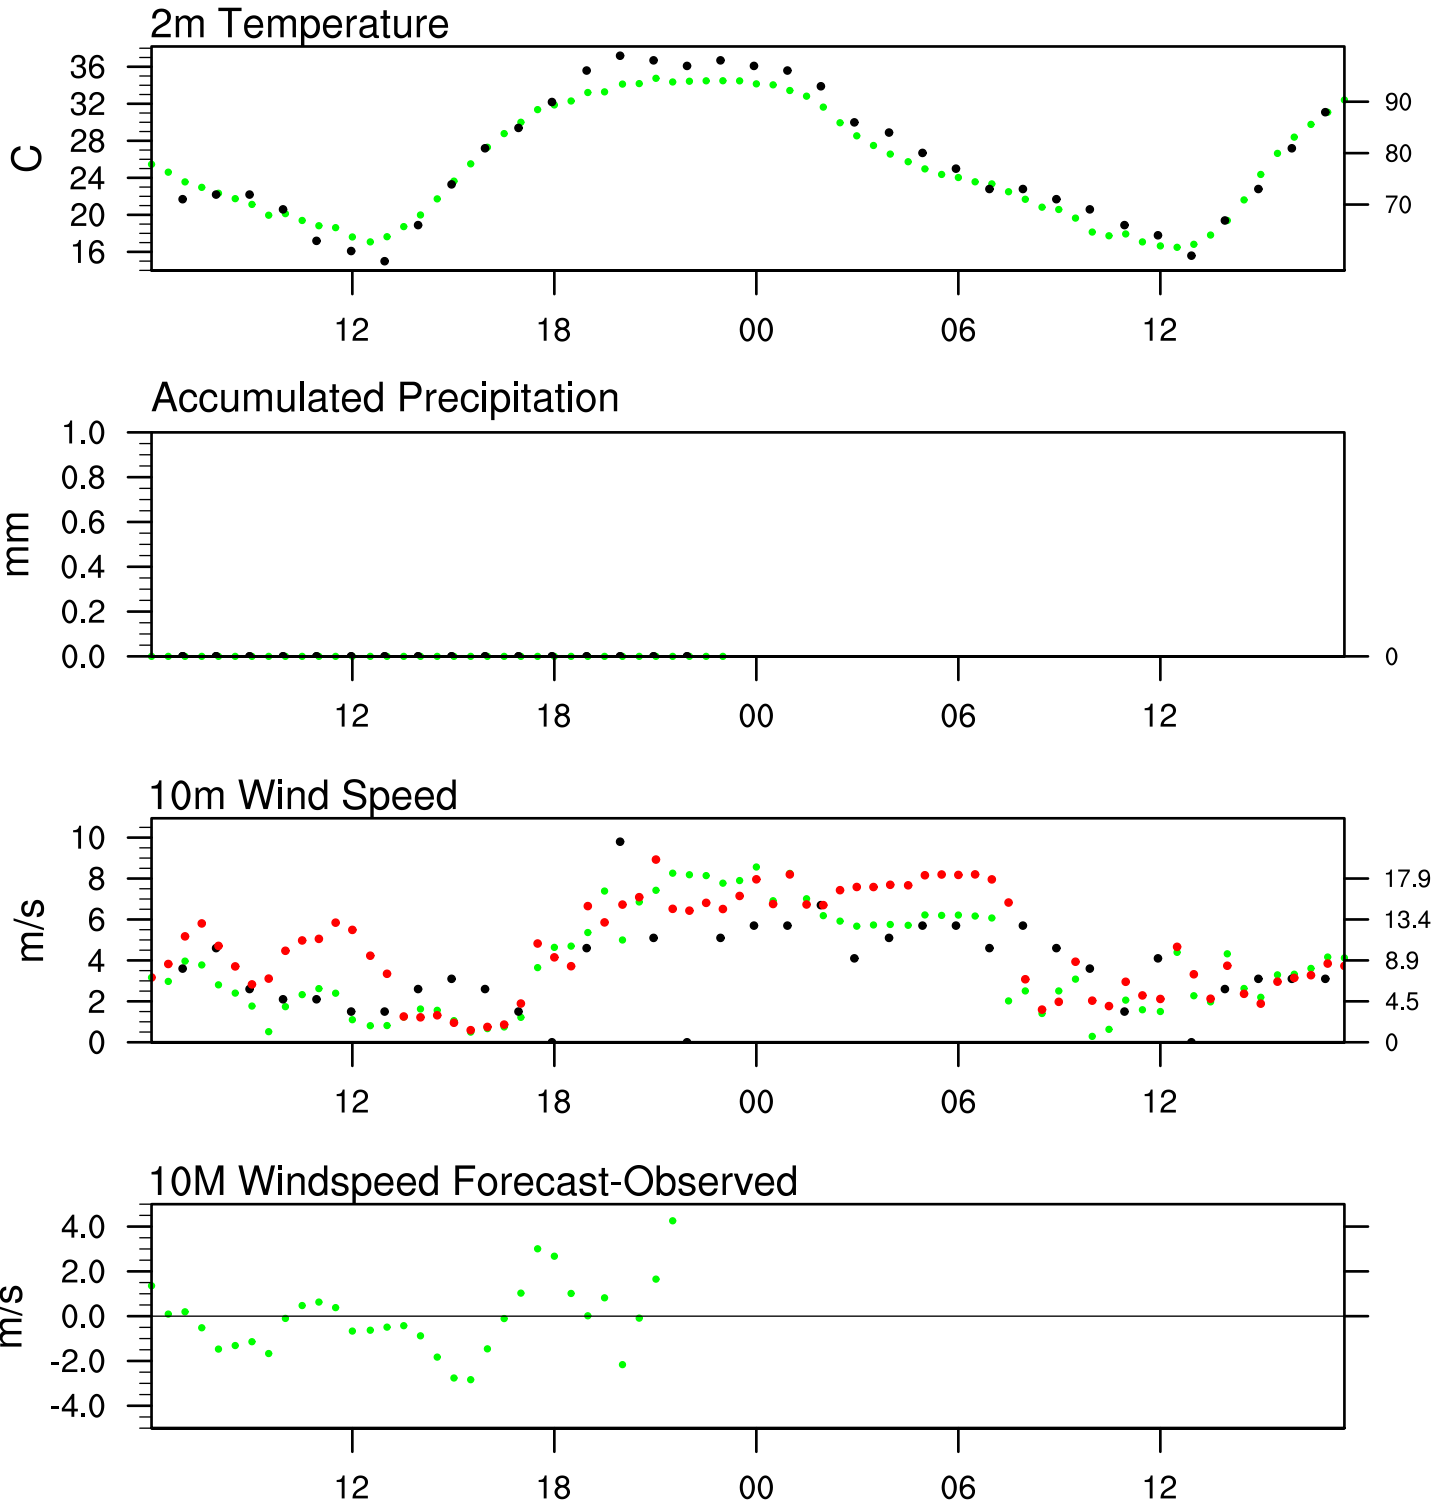 2m Temperature
36
32
28
24
20
16
C
90
80
70
12 18 00 06 12
Accumulated Precipitation
1.0
0.8
0.6
0.4
0.2
0.0
mm
0
12 18 00 06 12
10m Wind Speed
10
8
6
4
2
0
m/s
17.9
13.4
8.9
4.5
0
12 18 00 06 12
10M Windspeed Forecast-Observed
4.0
2.0
0.0
-2.0
-4.0
m/s
12 18 00 06 12